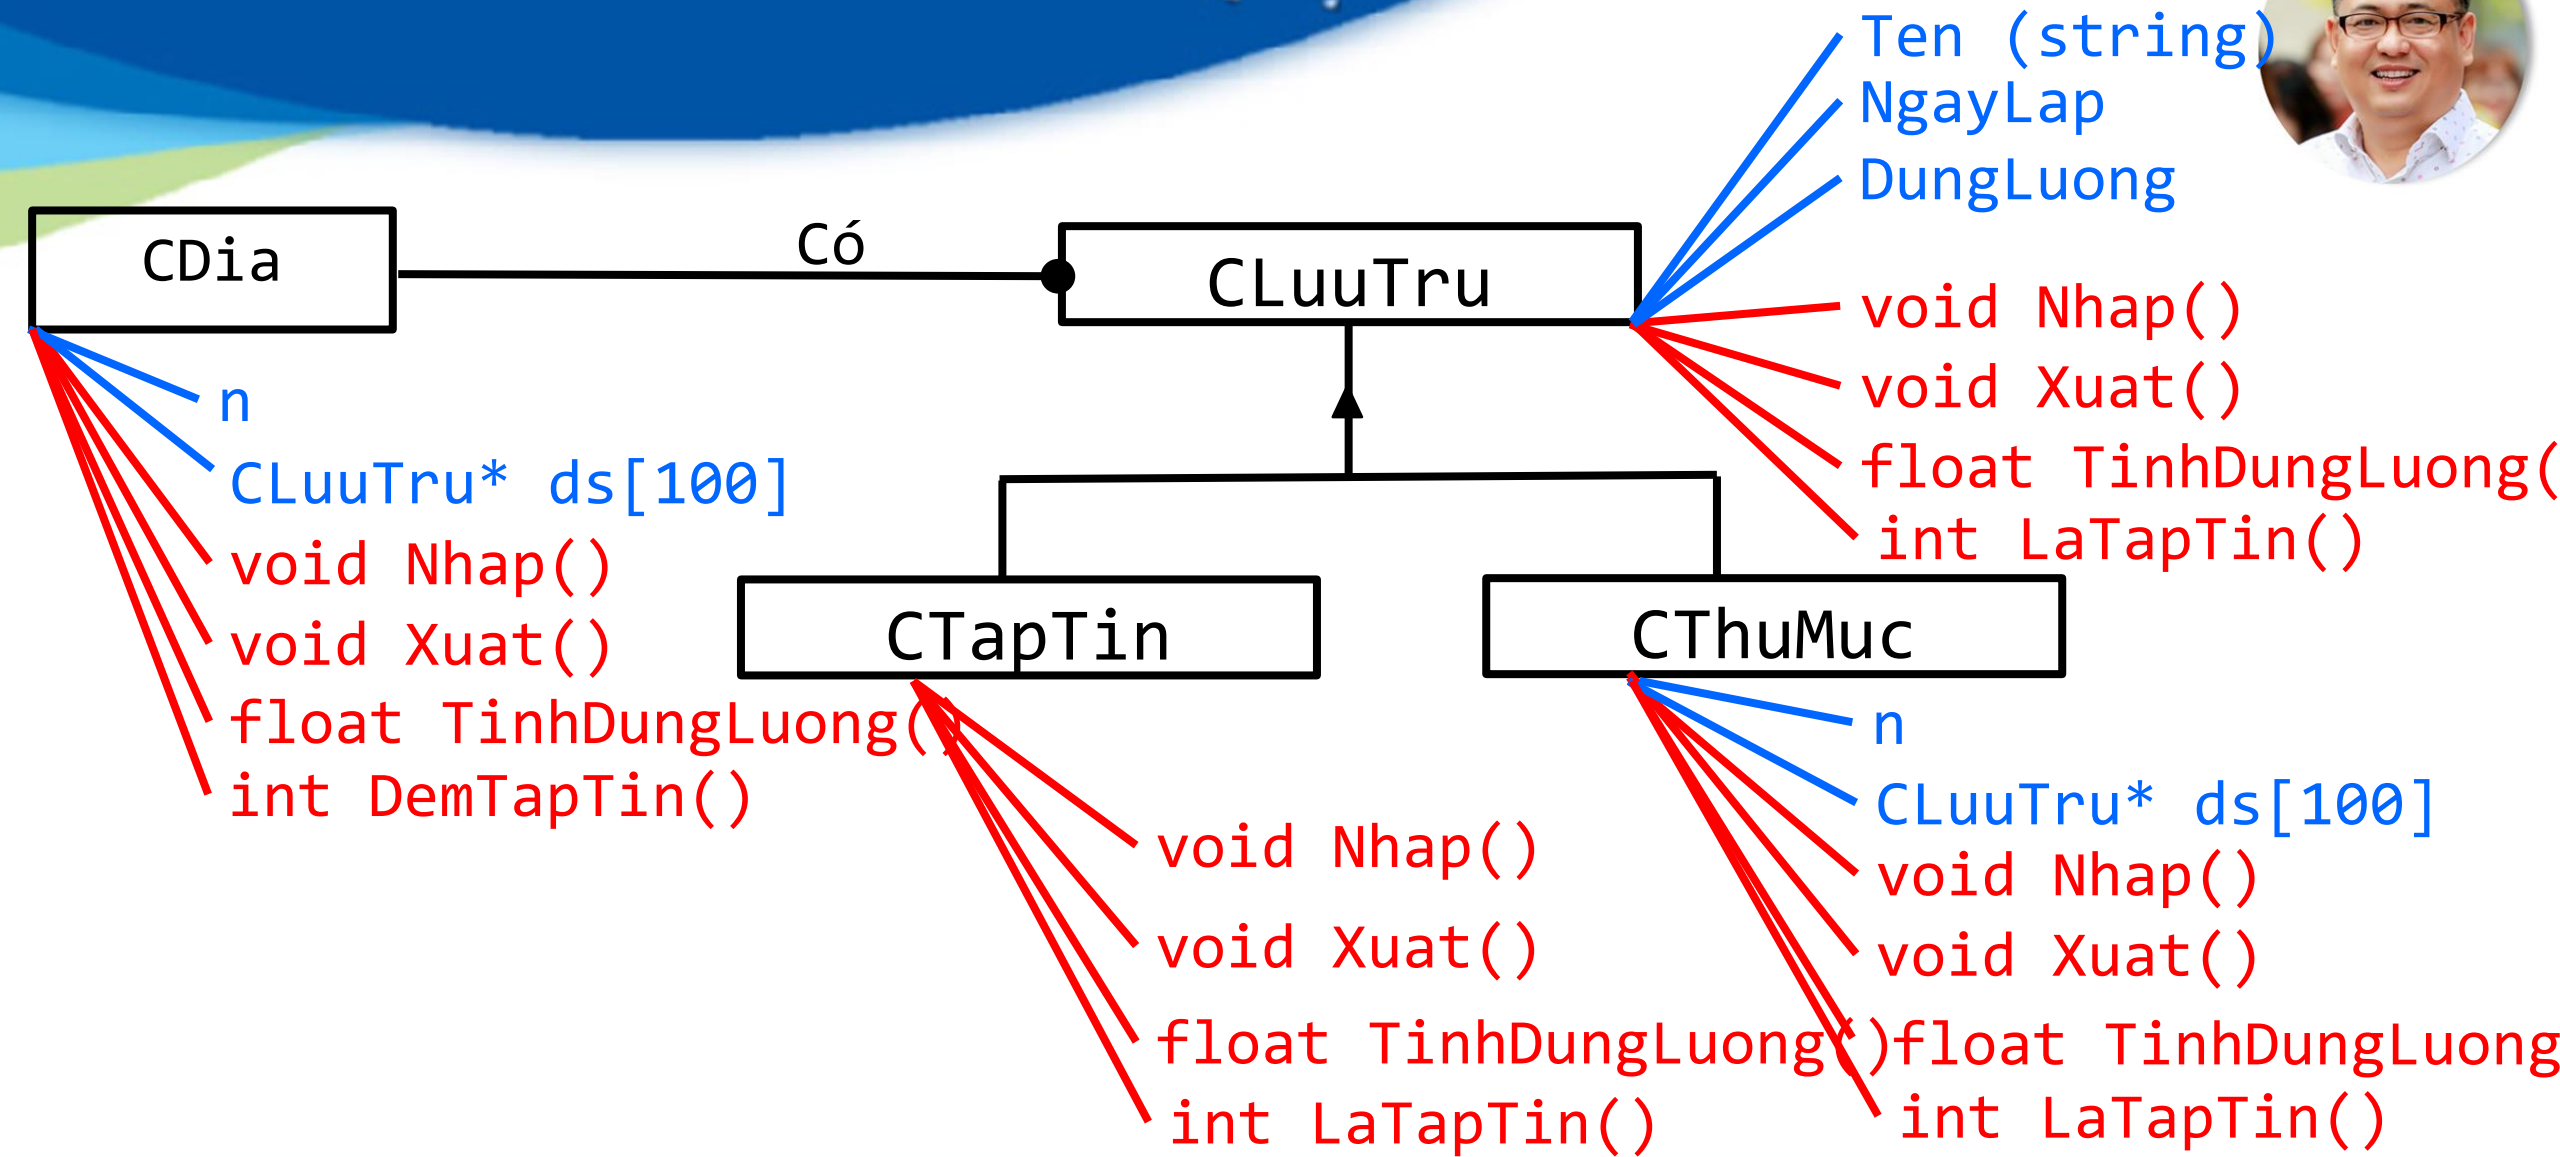 Ten (string)
NgayLap
DungLuong
CDia
Có
CLuuTru
void Nhap()
void Xuat()
float TinhDungLuong(
int LaTapTin()
n
CLuuTru* ds[100]
void Nhap()
void Xuat()
float TinhDungLuong()
int DemTapTin()
CTapTin
void Nhap()
void Xuat()
float TinhDungLuong()
int LaTapTin()
CThuMuc
n
CLuuTru* ds[100]
void Nhap()
void Xuat()
float TinhDungLuong
int LaTapTin()